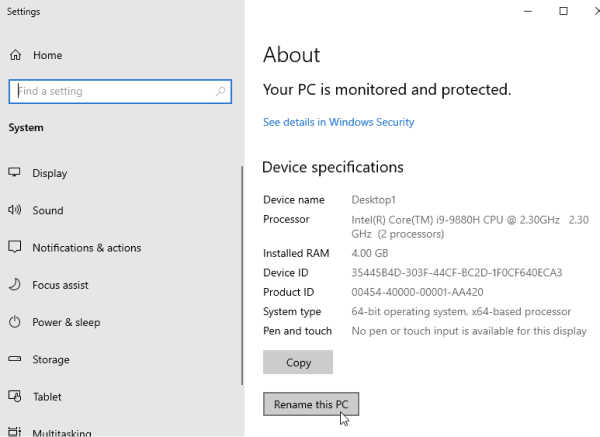 Settings
Home
Find a setting
System
Display
Sound
Notifications & actions
Focus assist
Power & sleep
Storage
Tablet
Multitasking
About
Your PC is monitored and protected.
See details in Windows Security
Device specifications
Device name Desktop1
Processor Intel(R) Core(TM) i9-9880H CPU @ 2.30GHz 2.30
GHz (2 processors)
Installed RAM 4.00 GB
Device ID 35445B4D-303F-44CF-BC2D-1F0CF640ECA3
Product ID 00454-40000-00001-AA420
System type 64-bit operating system, x64-based processor
Pen and touch No pen or touch input is available for this display
Copy
Rename this PC